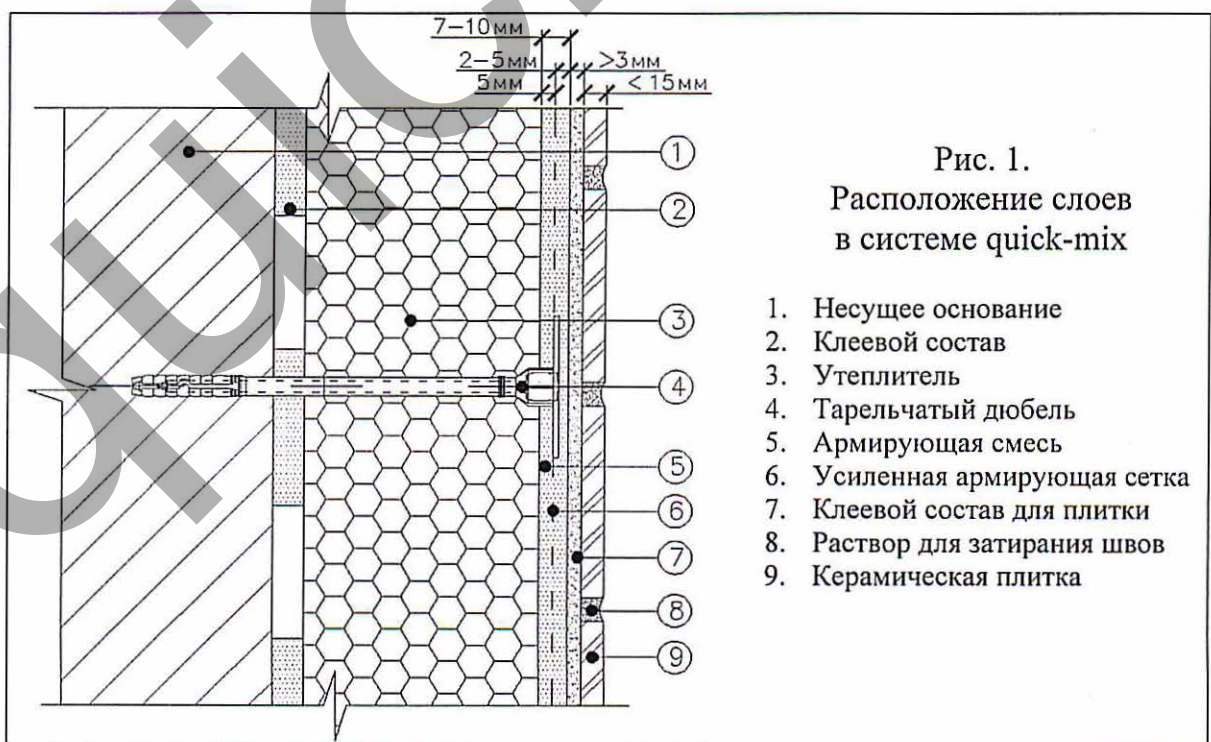 7–10мм
2–5мм >3мм
5мм <15мм
1
2
3
4
5
6
7
8
9
Рис. 1.
Расположение слоев
в системе quick-mix
1. Несущее основание
2. Клеевой состав
3. Утеплитель
4. Тарельчатый дюбель
5. Армирующая смесь
6. Усиленная армирующая сетка
7. Клеевой состав для плитки
8. Раствор для затирания швов
9. Керамическая плитка